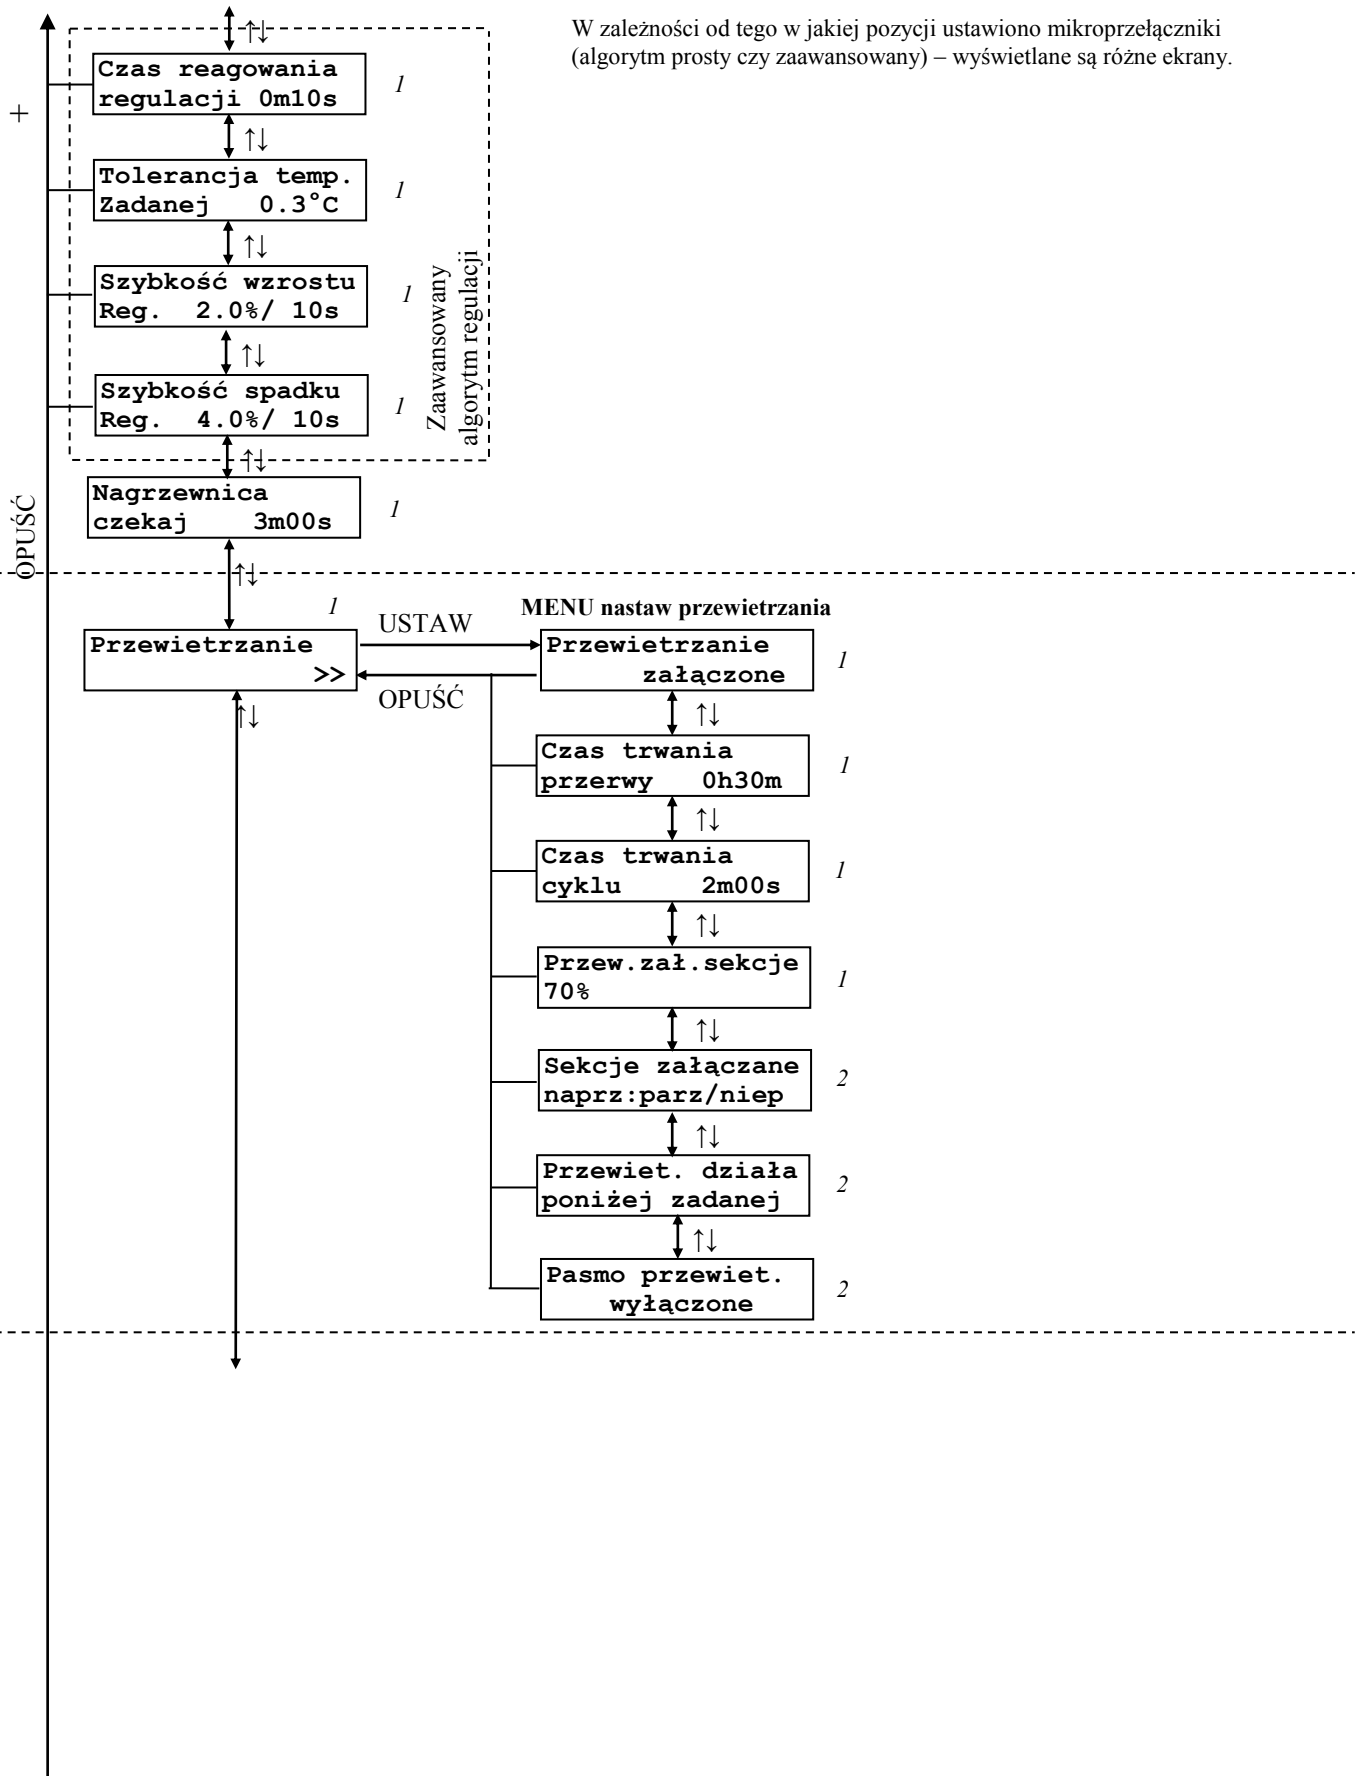 W zależności od tego w jakiej pozycji ustawiono mikroprzełączniki
(algorytm prosty czy zaawansowany) – wyświetlane są różne ekrany.
↑↓
Czas reagowania
regulacji 0m10s
1
+
↑↓
Tolerancja temp.
Zadanej 0.3°C
1
↑↓
Szybkość wzrostu
Reg. 2.0%/ 10s
1
↑↓
Szybkość spadku
Reg. 4.0%/ 10s
1
Zaawansowany
algorytm regulacji
↑↓
Nagrzewnica
czekaj 3m00s
1
OPUŚĆ
↑↓
1
MENU nastaw przewietrzania
Przewietrzanie
>>
USTAW
OPUŚĆ
Przewietrzanie
załączone
1
↑↓
↑↓
Czas trwania
przerwy 0h30m
1
↑↓
Czas trwania
cyklu 2m00s
1
↑↓
Przew.zał.sekcje
70%
1
↑↓
Sekcje załączane
naprz:parz/niep
2
↑↓
Przewiet. działa
poniżej zadanej
2
↑↓
Pasmo przewiet.
wyłączone
2